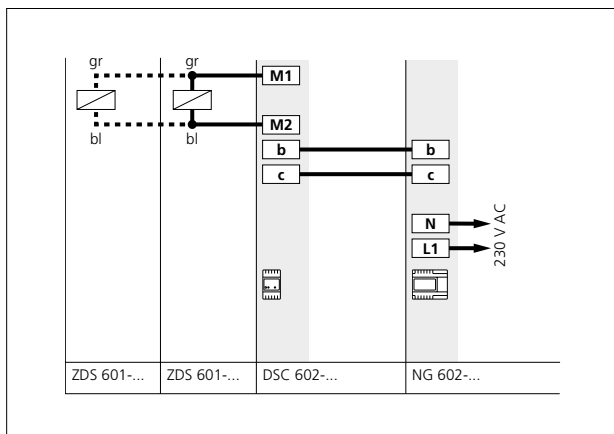 gr gr
M1
M2
bl bl
b b
c c
N
L1
230 V AC
ZDS 601-... ZDS 601-... DSC 602-... NG 602-...